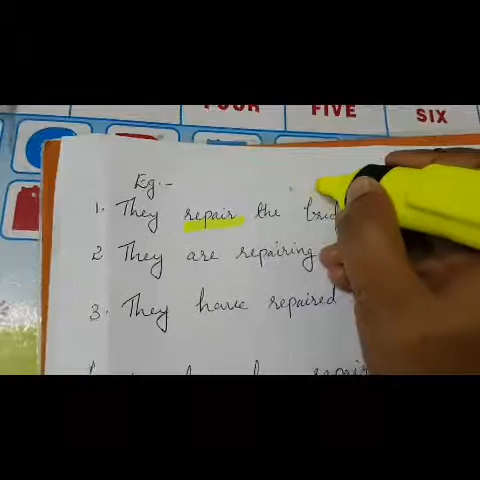 FOUR FIVE SIX
Eg:-
1. They repair the
2 They are repairing
3. They have repaired